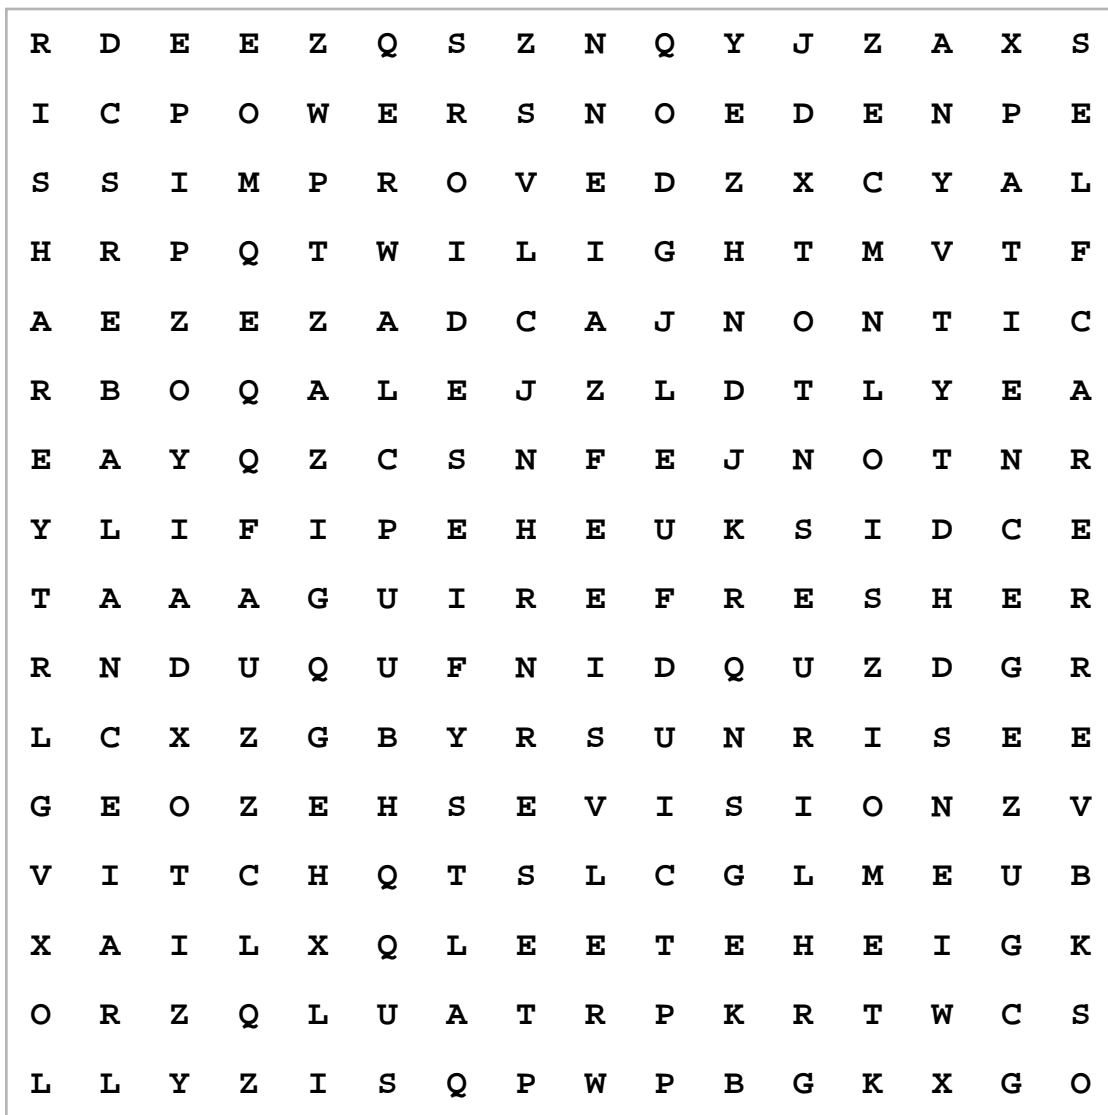 R D E E Z Q S Z N Q Y J Z A X S
I C P O W E R S N O E D E N P E
S S I M P R O V E D Z X C Y A L
H R P Q T W I L I G H T M V T F
A E Z E Z A D C A J N O N T I C
R B O Q A L E J Z L D T L Y E A
E A Y Q Z C S N F E J N O T N R
Y L I F I P E H E U K S I D C E
T A A A G U I R E F R E S H E R
R N D U Q U F N I D Q U Z D G R
L C X Z G B Y R S U N R I S E E
G E O Z E H S E V I S I O N Z V
V I T C H Q T S L C G L M E U B
X A I L X Q L E E T E H E I G K
O R Z Q L U A T R P K R T W C S
L L Y Z I S Q P W P B G K X G O